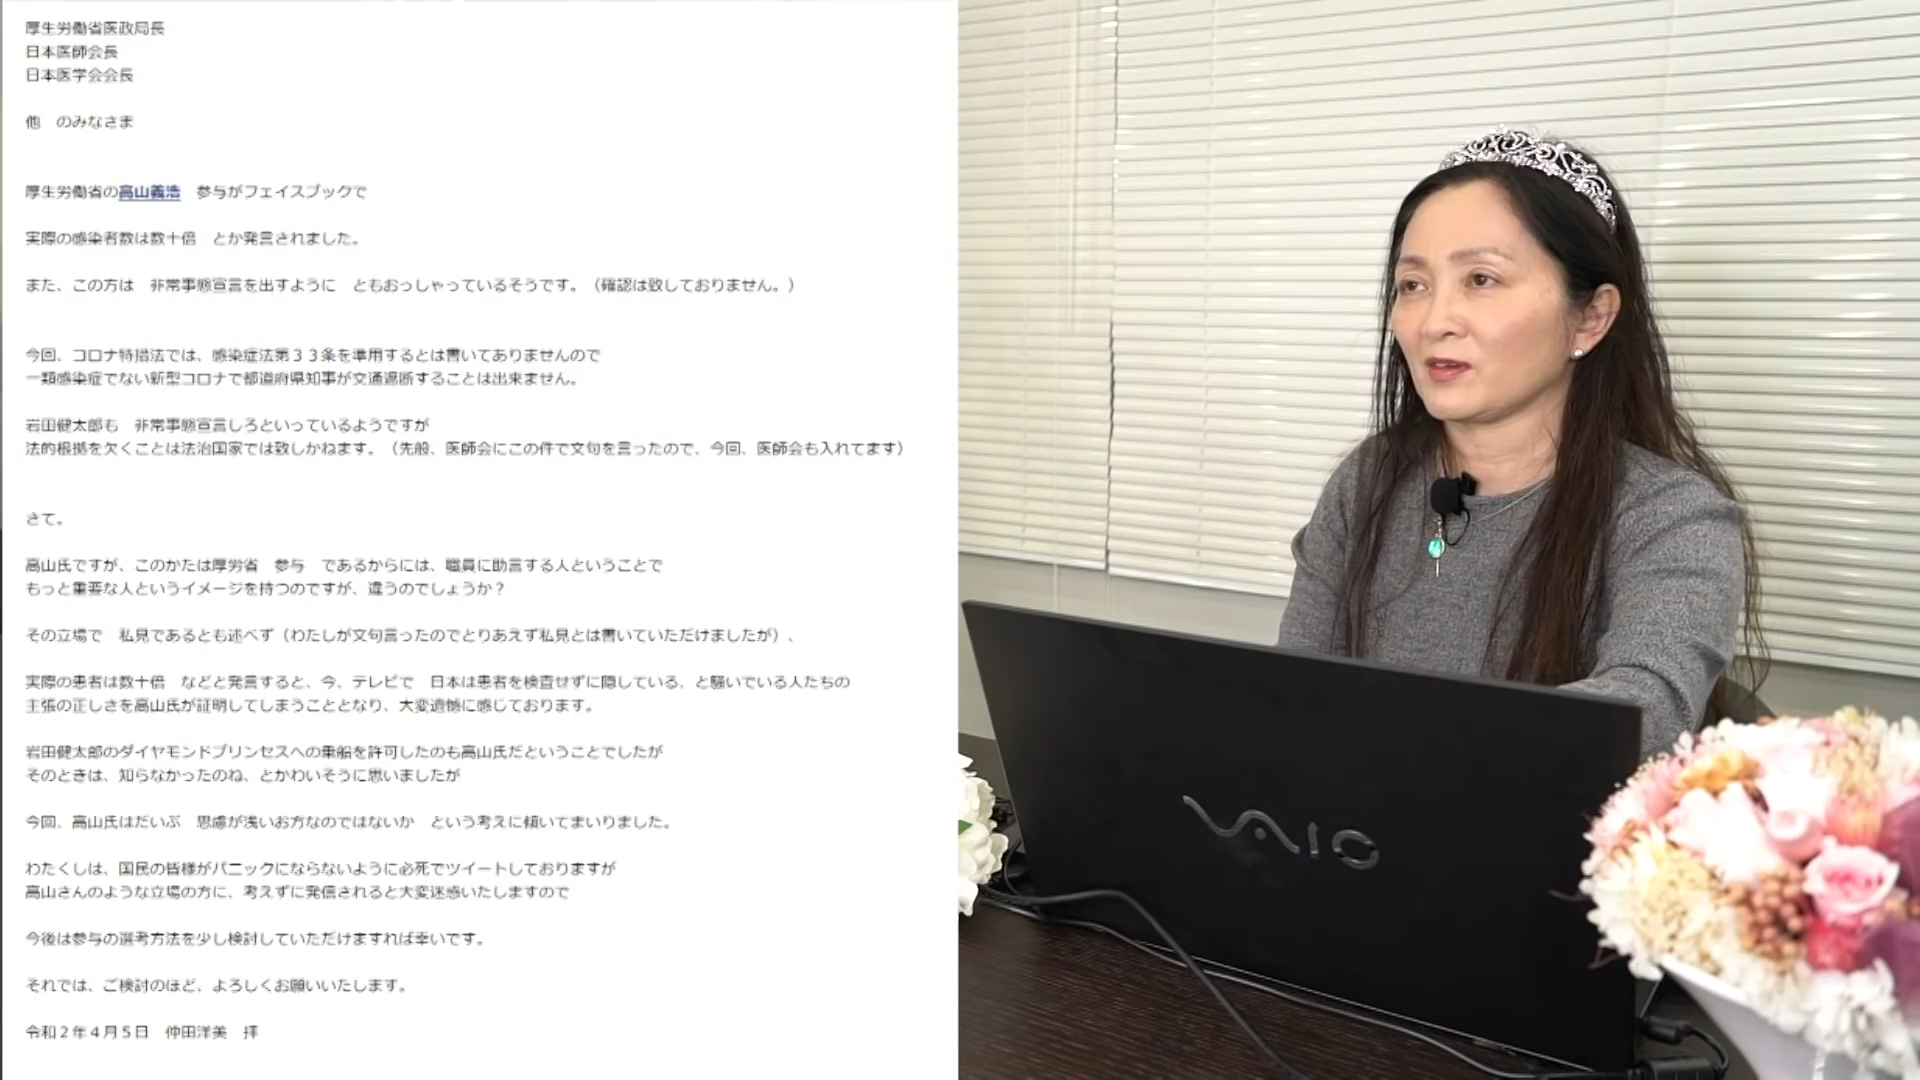 厚生労働省医政局長
日本医師会長
日本医学会会長
他　のみなさま
厚生労働省の高山義浩　参与がフェイスブックで
実際の感染者数は数十倍　とか発言されました。
また、この方は　非常事態宣言を出すように　ともおっしゃっているそうです。（確認は致しておりません。）
今回、コロナ特措法では、感染症法第３３条を準用するとは書いてありませんので
一類感染症でない新型コロナで都道府県知事が交通遮断することは出来ません。
岩田健太郎も　非常事態宣言しろといっているようですが
法的根拠を欠くことは法治国家では致しかねます。（先般、医師会にこの件で文句を言ったので、今回、医師会も入れてます）
さて。
高山氏ですが、このかたは厚労省　参与　であるからには、職員に助言する人ということで
もっと重要な人というイメージを持つのですが、違うのでしょうか？
その立場で　私見であるとも述べず（わたしが文句言ったのでとりあえず私見とは書いていただけましたが）、
実際の患者は数十倍　などと発言すると、今、テレビで　日本は患者を検査せずに隠している、と騒いでいる人たちの
主張の正しさを高山氏が証明してしまうこととなり、大変遺憾に感じております。
岩田健太郎のダイヤモンドプリンセスへの乗船を許可したのも高山氏だということでしたが
そのときは、知らなかったのね、とかわいそうに思いましたが
今回、高山氏はだいぶ　思慮が浅いお方なのではないか　という考えに傾いてまいりました。
わたくしは、国民の皆様がパニックにならないように必死でツイートしておりますが
高山さんのような立場の方に、考えずに発信されると大変迷惑いたしますので
今後は参与の選考方法を少し検討していただけますれば幸いです。
それでは、ご検討のほど、よろしくお願いいたします。
令和２年４月５日　仲田洋美　拝
VAIO